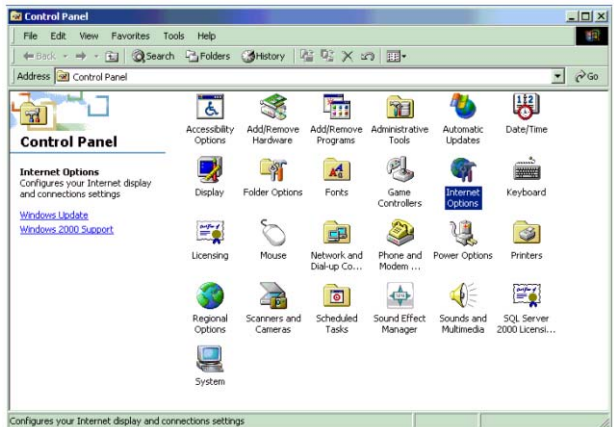 Control Panel
File Edit View Favorites Tools Help
Back Search Folders History
Address Control Panel Go
Control Panel
Internet Options
Configures your Internet display
and connections settings
Windows Update
Windows 2000 Support
Accessibility
Options
Add/Remove
Hardware
Add/Remove
Programs
Administrative
Tools
Automatic
Updates
Date/Time
Display
Folder Options
Fonts
Game
Controllers
Internet
Options
Keyboard
Licensing
Mouse
Network and
Dial-up Co...
Phone and
Modem ...
Power Options
Printers
Regional
Options
Scanners and
Cameras
Scheduled
Tasks
Sound Effect
Manager
Sounds and
Multimedia
SQL Server
2000 Licensi...
System
Configures your Internet display and connections settings